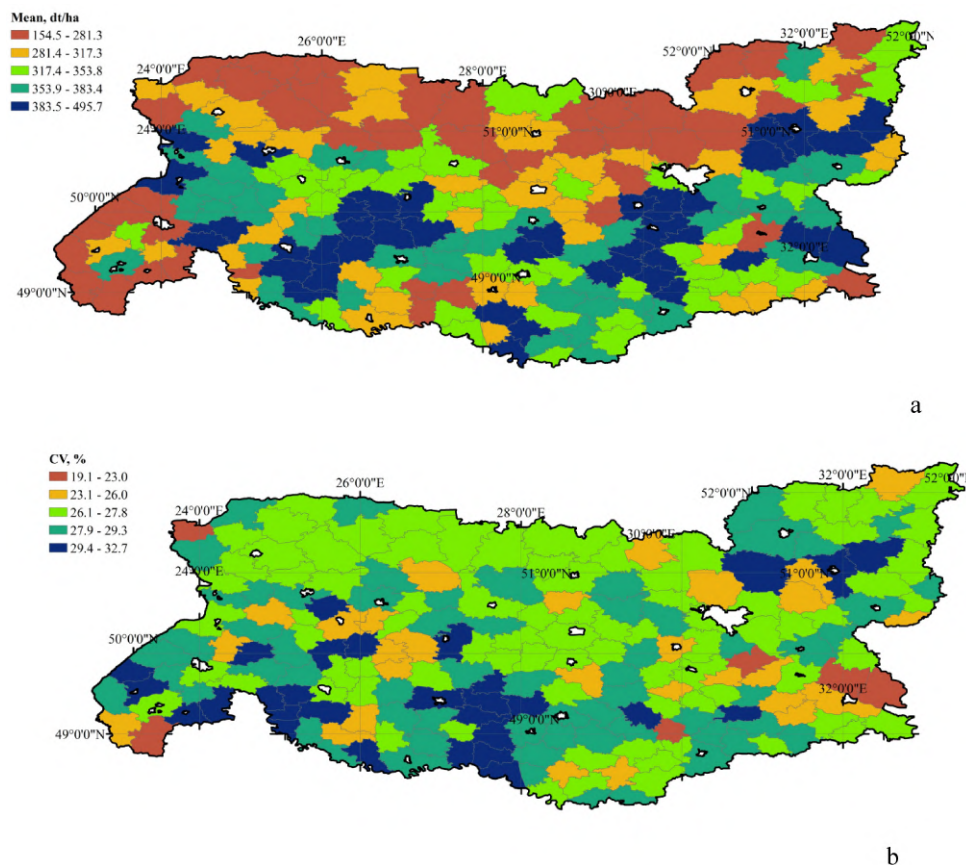 Mean, dt/ha
154.5 - 281.3
281.4 - 317.3
317.4 - 353.8
353.9 - 383.4
383.5 - 495.7
26°0'0"E
32°0'0"E
52°0'0"N
52°0'0"N
24°0'0"E
28°0'0"E
30°0'0"E
24°0'0"E
51°0'0"N
51°0'0"N
50°0'0"N
32°0'0"E
49°0'0"N
49°0'0"N
a
CV, %
19.1 - 23.0
23.1 - 26.0
26.1 - 27.8
27.9 - 29.3
29.4 - 32.7
26°0'0"E
32°0'0"E
52°0'0"N
52°0'0"N
24°0'0"E
28°0'0"E
30°0'0"E
24°0'0"E
51°0'0"N
51°0'0"N
50°0'0"N
32°0'0"E
49°0'0"N
49°0'0"N
b